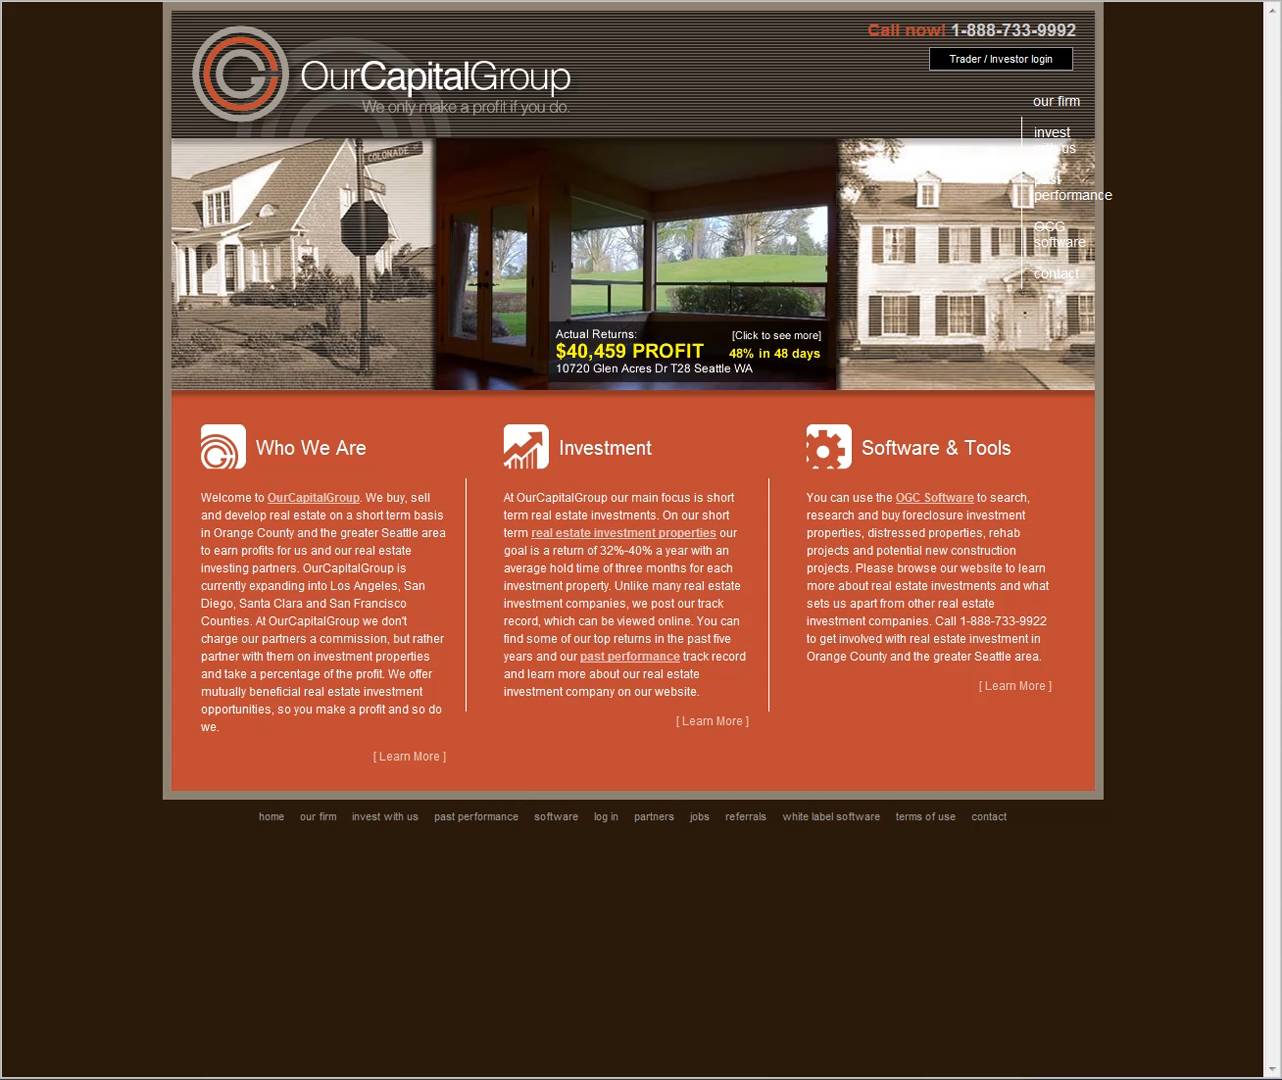 Call now! 1-888-733-9992
Trader / Investor login
OurCapitalGroup
We only make a profit if you do.
our firm
invest
with us
past
performance
OCG
software
contact
COLONADE
Actual Returns:
[Click to see more]
$40,459 PROFIT
48% in 48 days
10720 Glen Acres Dr T28 Seattle WA
Who We Are
Welcome to OurCapitalGroup. We buy, sell
and develop real estate on a short term basis
in Orange County and the greater Seattle area
to earn profits for us and our real estate
investing partners. OurCapitalGroup is
currently expanding into Los Angeles, San
Diego, Santa Clara and San Francisco
Counties. At OurCapitalGroup we don't
charge our partners a commission, but rather
partner with them on investment properties
and take a percentage of the profit. We offer
mutually beneficial real estate investment
opportunities, so you make a profit and so do
we.
[ Learn More ]
Investment
At OurCapitalGroup our main focus is short
term real estate investments. On our short
term real estate investment properties our
goal is a return of 32%-40% a year with an
average hold time of three months for each
investment property. Unlike many real estate
investment companies, we post our track
record, which can be viewed online. You can
find some of our top returns in the past five
years and our past performance track record
and learn more about our real estate
investment company on our website.
[ Learn More ]
Software & Tools
You can use the OGC Software to search,
research and buy foreclosure investment
properties, distressed properties, rehab
projects and potential new construction
projects. Please browse our website to learn
more about real estate investments and what
sets us apart from other real estate
investment companies. Call 1-888-733-9922
to get involved with real estate investment in
Orange County and the greater Seattle area.
[ Learn More ]
home our firm invest with us past performance software log in partners jobs referrals white label software terms of use contact